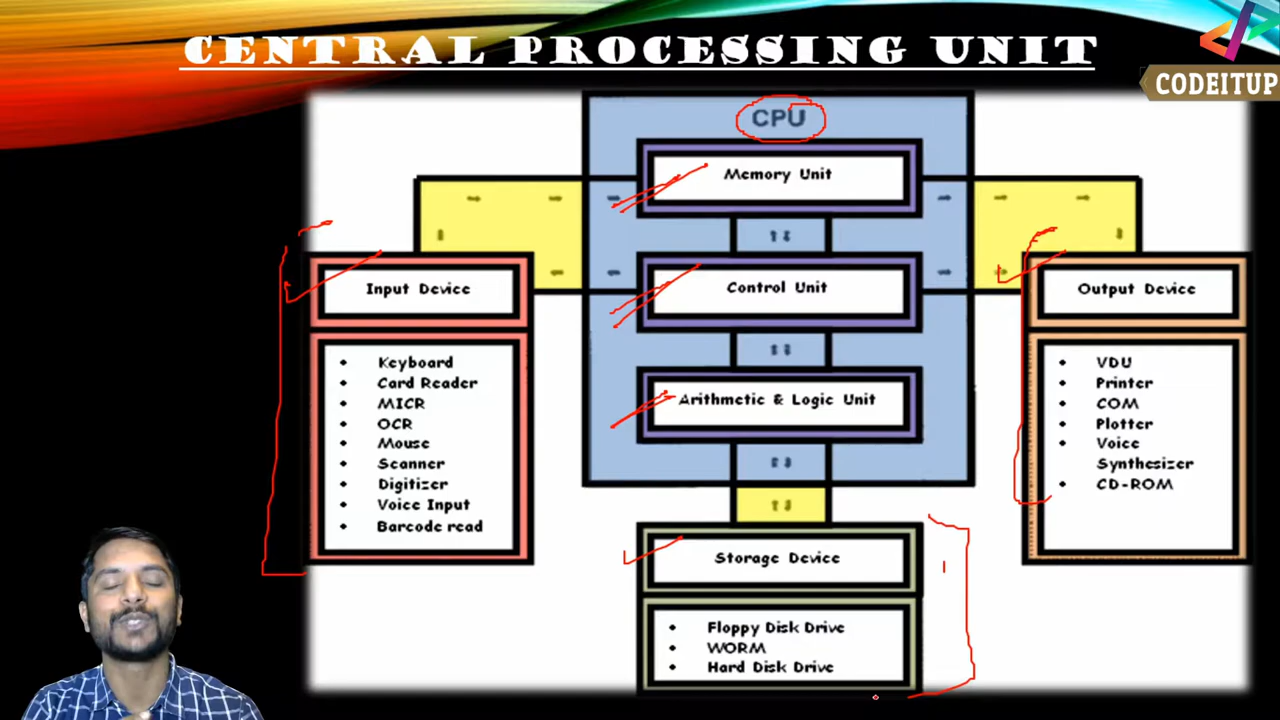 CENTRAL PROCESSING UNIT
CODEITUP
CPU
Memory Unit
Control Unit
Arithmetic & Logic Unit
Input Device
• Keyboard
• Card Reader
• MICR
• OCR
• Mouse
• Scanner
• Digitizer
• Voice Input
• Barcode read
Output Device
• VDU
• Printer
• COM
• Plotter
• Voice
Synthesizer
• CD-ROM
Storage Device
• Floppy Disk Drive
• WORM
• Hard Disk Drive